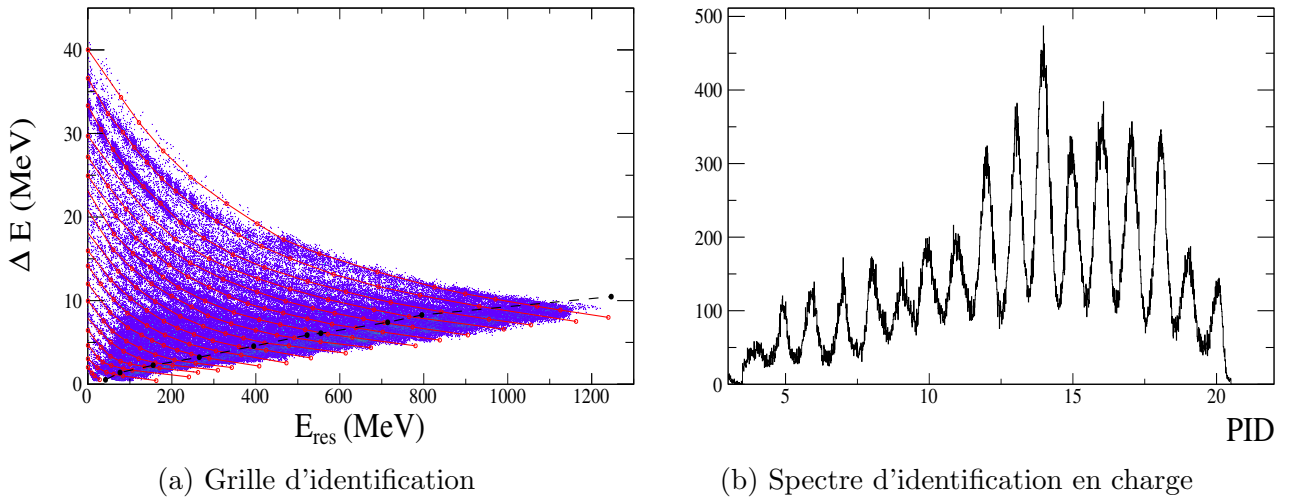 40
30
20
10
0
Δ E (MeV)
0 200 400 600 800 1000 1200
E_res (MeV)
(a) Grille d'identification
500
400
300
200
100
0
5 10 15 20
PID
(b) Spectre d'identification en charge